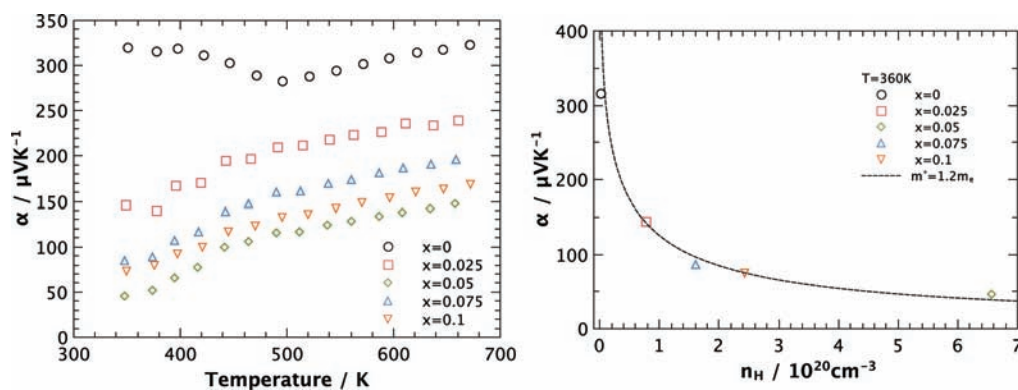 350
300
250
200
150
100
50
0
α / μVK⁻¹
x=0
x=0.025
x=0.05
x=0.075
x=0.1
300 400 500 600 700
Temperature / K
400
300
200
100
0
α / μVK⁻¹
T=360K
x=0
x=0.025
x=0.05
x=0.075
x=0.1
m*=1.2mₑ
0 1 2 3 4 5 6 7
n_H / 10²⁰cm⁻³